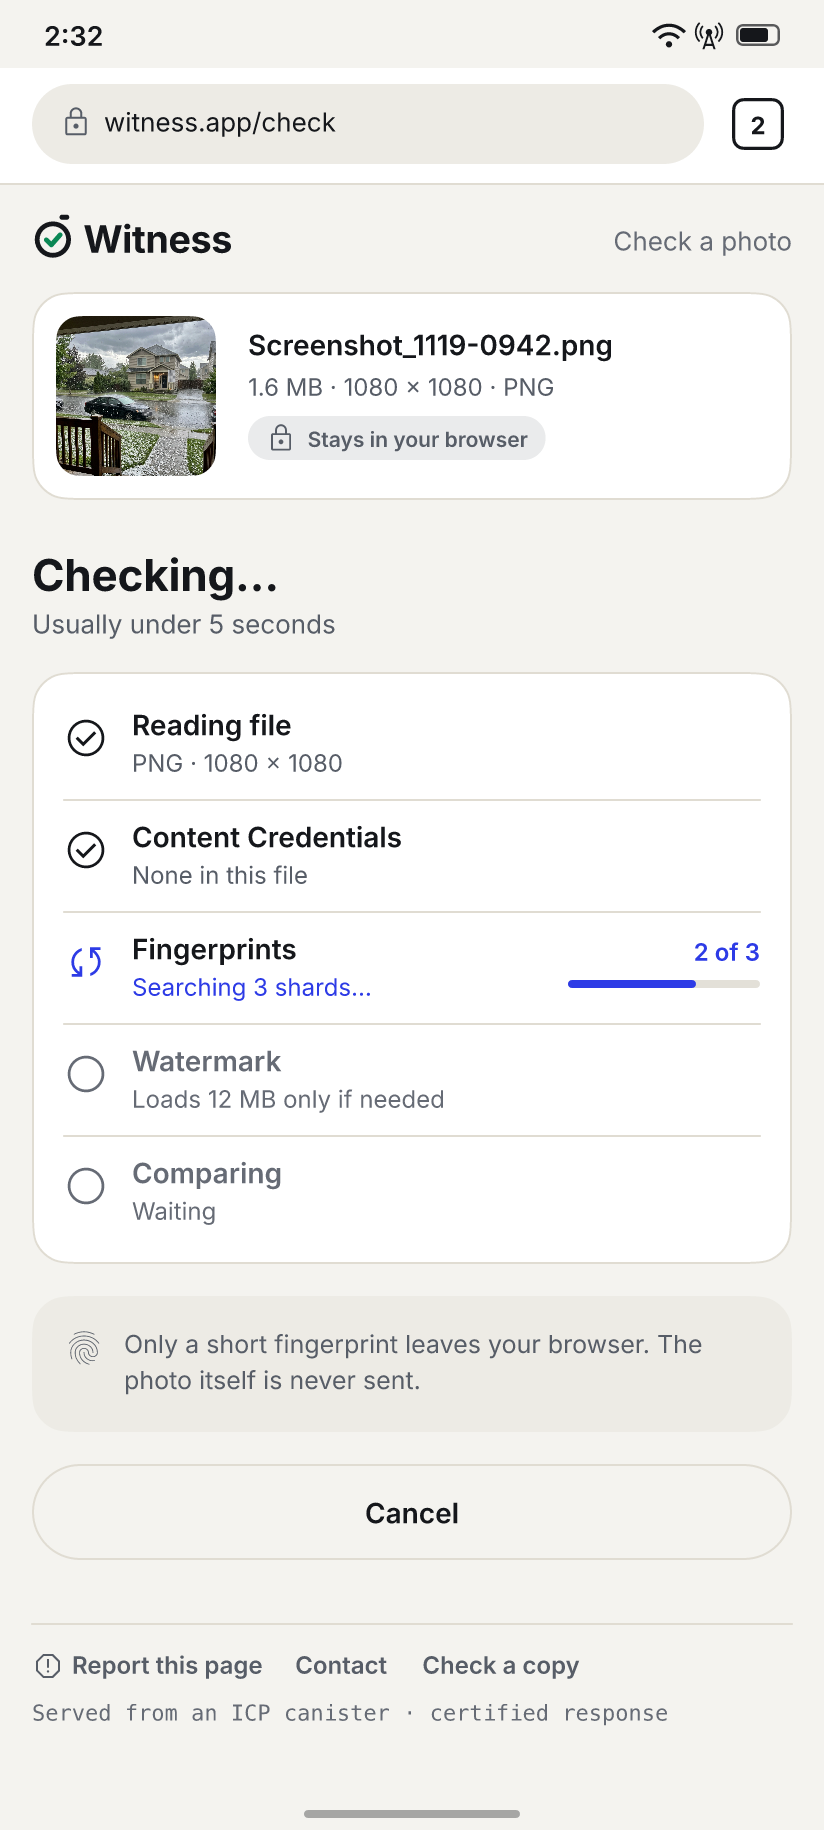 2:32
witness.app/check
2
Witness
Check a photo
Screenshot_1119-0942.png
1.6 MB · 1080 × 1080 · PNG
Stays in your browser
Checking...
Usually under 5 seconds
Reading file
PNG · 1080 × 1080
Content Credentials
None in this file
Fingerprints
2 of 3
Searching 3 shards...
Watermark
Loads 12 MB only if needed
Comparing
Waiting
Only a short fingerprint leaves your browser. The
photo itself is never sent.
Cancel
Report this page Contact Check a copy
Served from an ICP canister · certified response